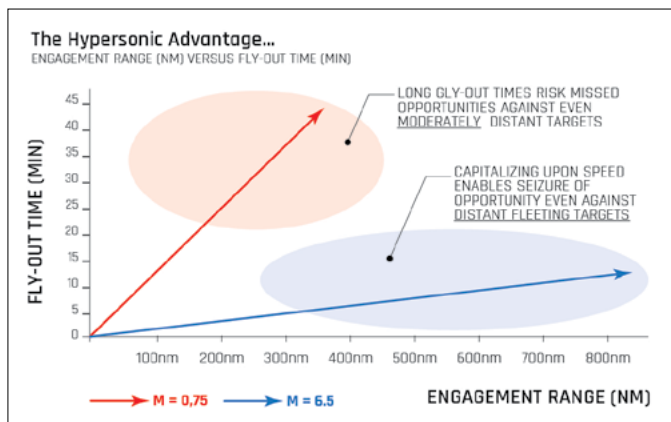 The Hypersonic Advantage...
ENGAGEMENT RANGE (NM) VERSUS FLY-OUT TIME (MIN)
LONG GLY-OUT TIMES RISK MISSED
OPPORTUNITIES AGAINST EVEN
MODERATELY DISTANT TARGETS
CAPITALIZING UPON SPEED
ENABLES SEIZURE OF
OPPORTUNITY EVEN AGAINST
DISTANT FLEETING TARGETS
FLY-OUT TIME (MIN)
45
40
35
30
25
20
15
10
5
0
100nm 200nm 300nm 400nm 500nm 600nm 700nm 800nm
M = 0,75 M = 6.5 ENGAGEMENT RANGE (NM)